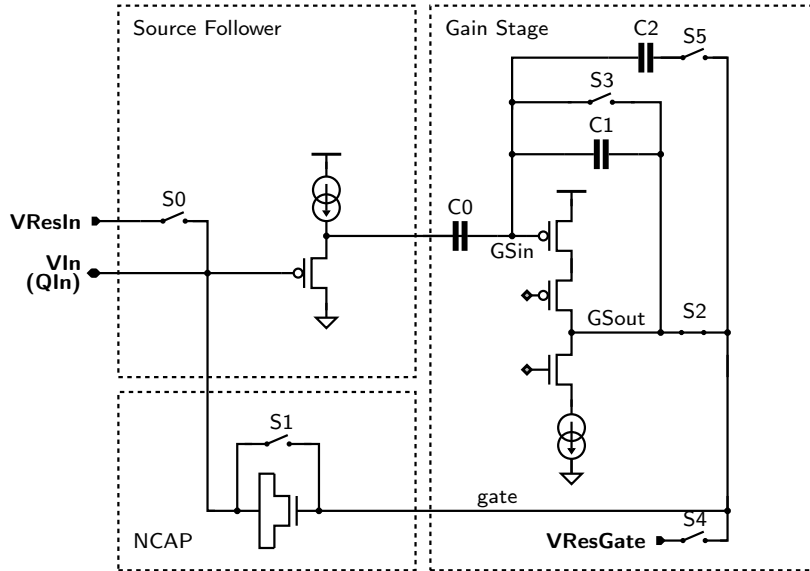 Source Follower
Gain Stage
C2
S5
S3
C1
S0
C0
VResIn
GSin
VIn
(QIn)
GSout
S2
S1
gate
S4
NCAP
VResGate